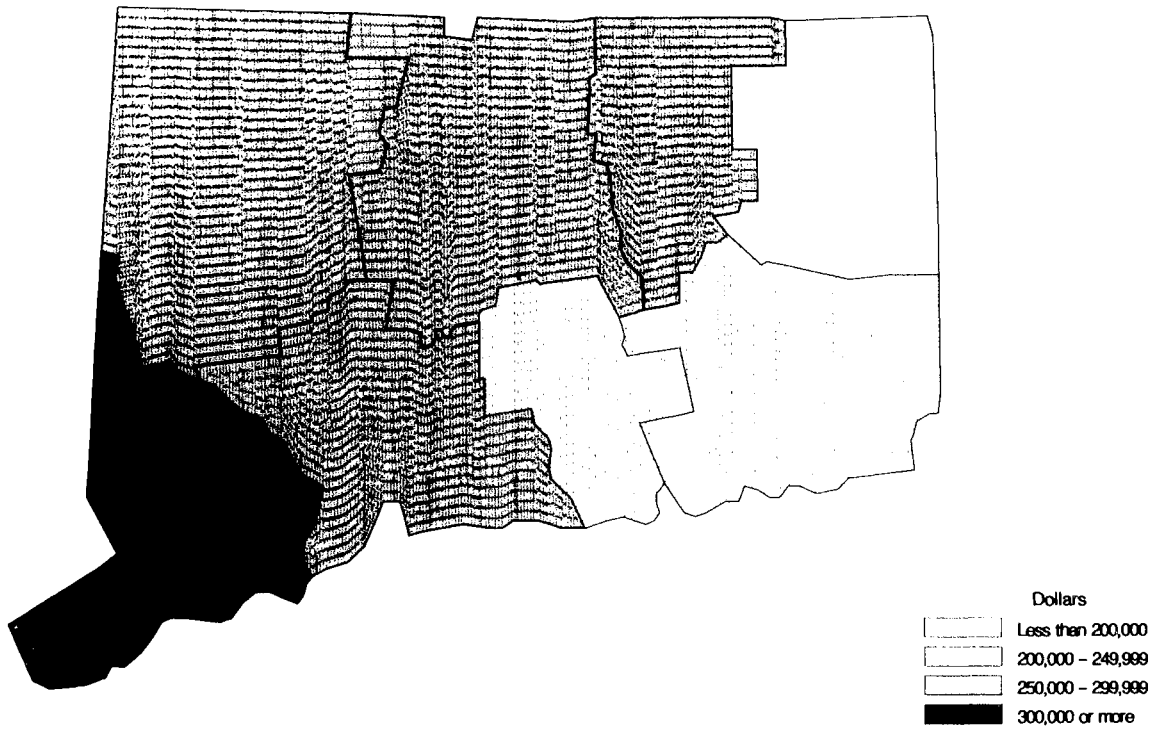 Dollars
Less than 200,000
200,000 - 249,999
250,000 - 299,999
300,000 or more